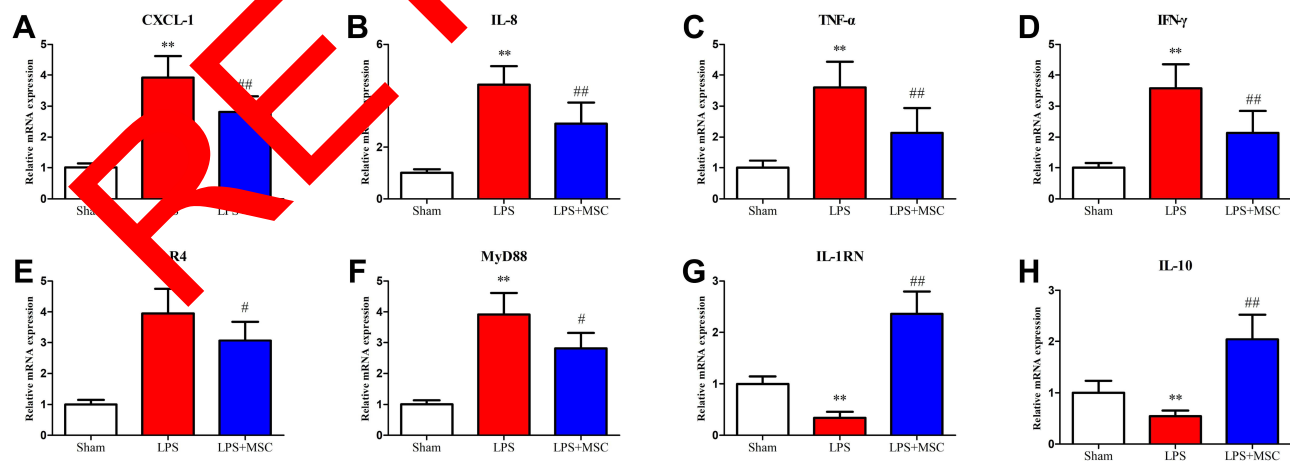 A
CXCL-1
Relative mRNA expression
5
4
3
2
1
0
**
##
Sham
B
IL-8
6
2
0
**
##
Sham
LPS
LPS+MSC
C
TNF-α
Relative mRNA expression
5
4
3
2
1
0
**
##
Sham
LPS
LPS+MSC
D
IFN-γ
Relative mRNA expression
5
4
3
2
1
0
**
##
Sham
LPS
LPS+MSC
E
R4
Relative mRNA expression
5
4
3
2
1
0
#
Sham
LPS
LPS+MSC
F
MyD88
Relative mRNA expression
5
4
3
2
1
0
**
#
Sham
LPS
LPS+MSC
G
IL-1RN
Relative mRNA expression
3
2
1
0
**
##
Sham
LPS
LPS+MSC
H
IL-10
Relative mRNA expression
3
2
1
0
**
##
Sham
LPS
LPS+MSC
RE